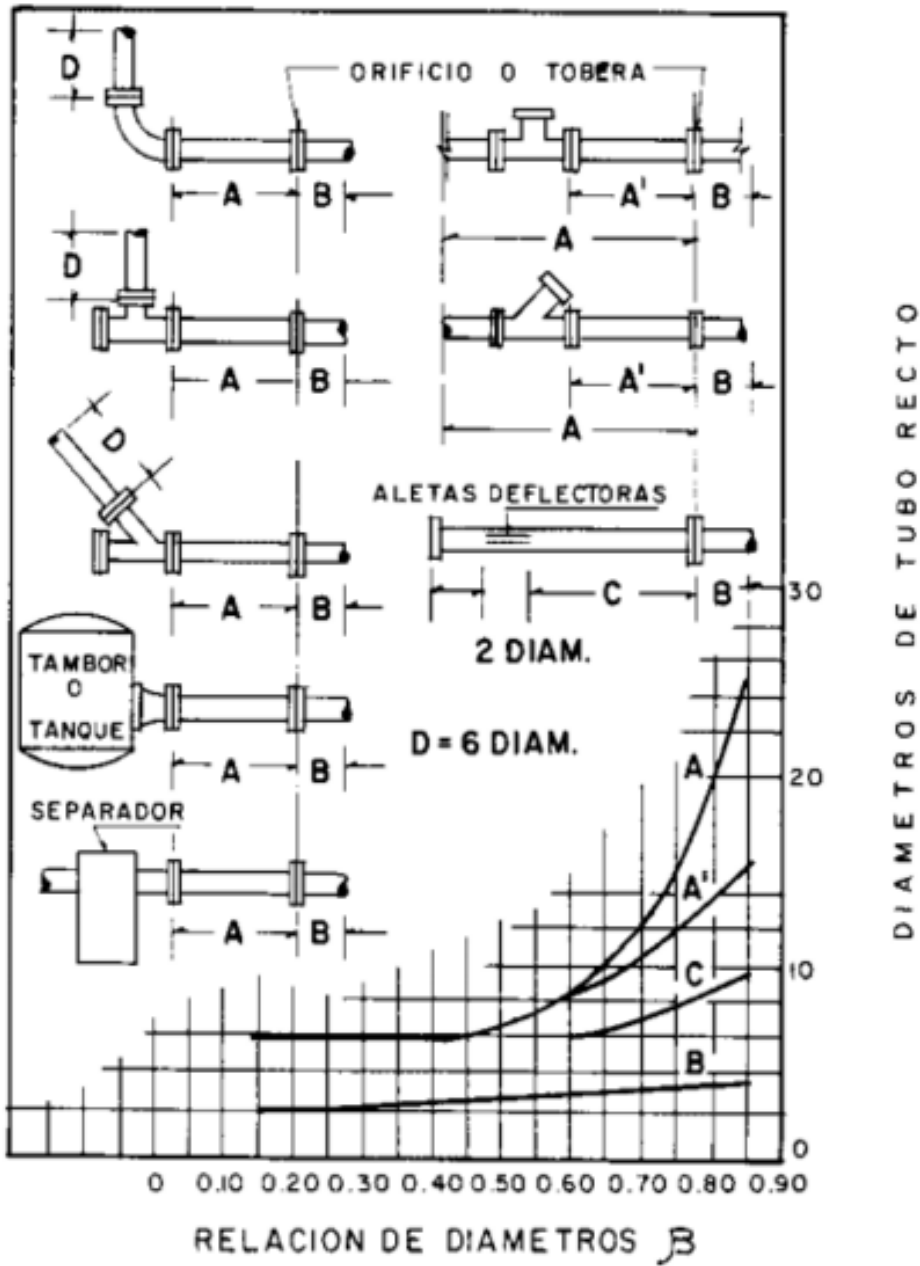 D
ORIFICIO O TOBERA
A B
A' B
A
D
A B
A' B
A
D
ALETAS DEFLECTORAS
A B
C B
2 DIAM.
TAMBOR
O
TANQUE
D = 6 DIAM.
A B
SEPARADOR
A B
A
A'
C
B
30
20
10
0
DIAMETROS DE TUBO RECTO
0 0.10 0.20 0.30 0.40 0.50 0.60 0.70 0.80 0.90
RELACION DE DIAMETROS β